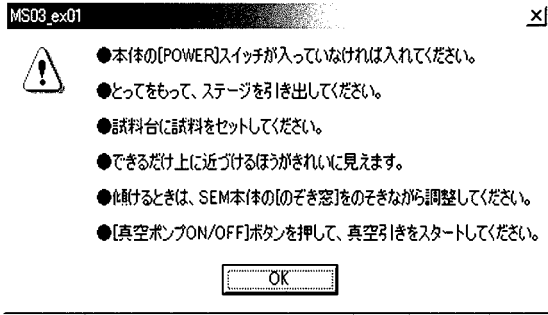 MS03_ex01
●本体の[POWER]スイッチが入っていなければ入れてください。
●とってをもって、ステージを引き出してください。
●試料台に試料をセットしてください。
●できるだけ上に近づけるほうがきれいに見えます。
●傾けるときは、SEM本体の[のぞき窓]をのぞきながら調整してください。
●[真空ポンプON/OFF]ボタンを押して、真空引きをスタートしてください。
OK